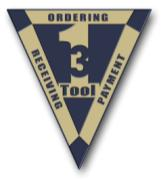 ORDERING
1
3
Tool
RECEIVING
PAYMENT